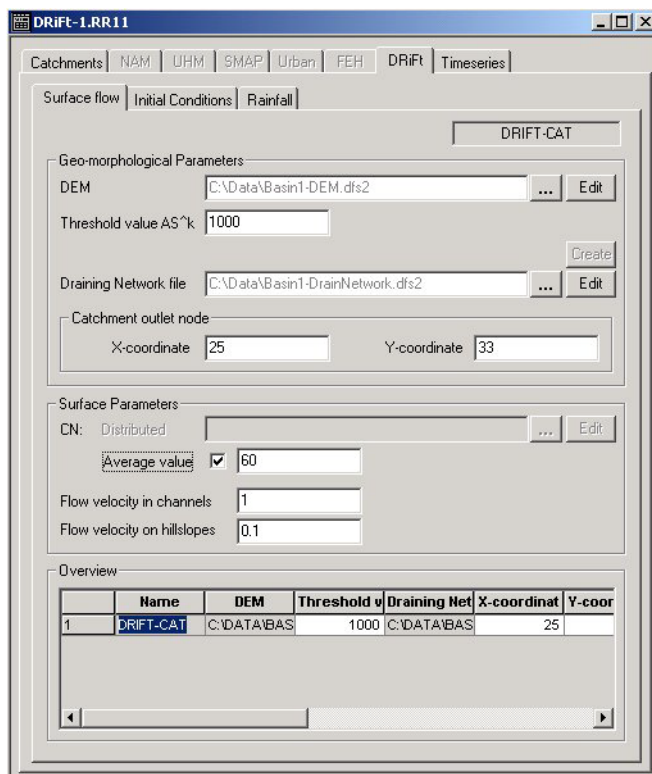 DRiFt-1.RR11
Catchments NAM UHM SMAP Urban FEH DRiFt Timeseries
Surface flow Initial Conditions Rainfall
DRIFT-CAT
Geo-morphological Parameters
DEM C:\Data\Basin1-DEM.dfs2 ... Edit
Threshold value AS^k 1000
Create
Draining Network file C:\Data\Basin1-DrainNetwork.dfs2 ... Edit
Catchment outlet node
X-coordinate 25 Y-coordinate 33
Surface Parameters
CN: Distributed ... Edit
Average value 60
Flow velocity in channels 1
Flow velocity on hillslopes 0.1
Overview
Name DEM Threshold v Draining Net X-coordinat Y-coor
1 DRIFT-CAT C:\DATA\BAS 1000 C:\DATA\BAS 25